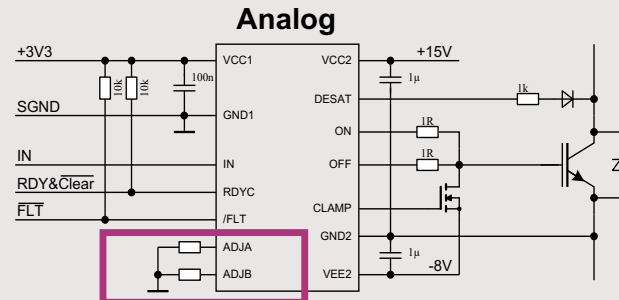 Analog
+3V3
VCC1
VCC2
+15V
10k
10k
100n
1µ
DESAT
1k
SGND
GND1
ON
1R
IN
IN
OFF
1R
RDY&Clear
RDYC
FLT
/FLT
CLAMP
GND2
ADJA
1µ
ADJB
VEE2
-8V